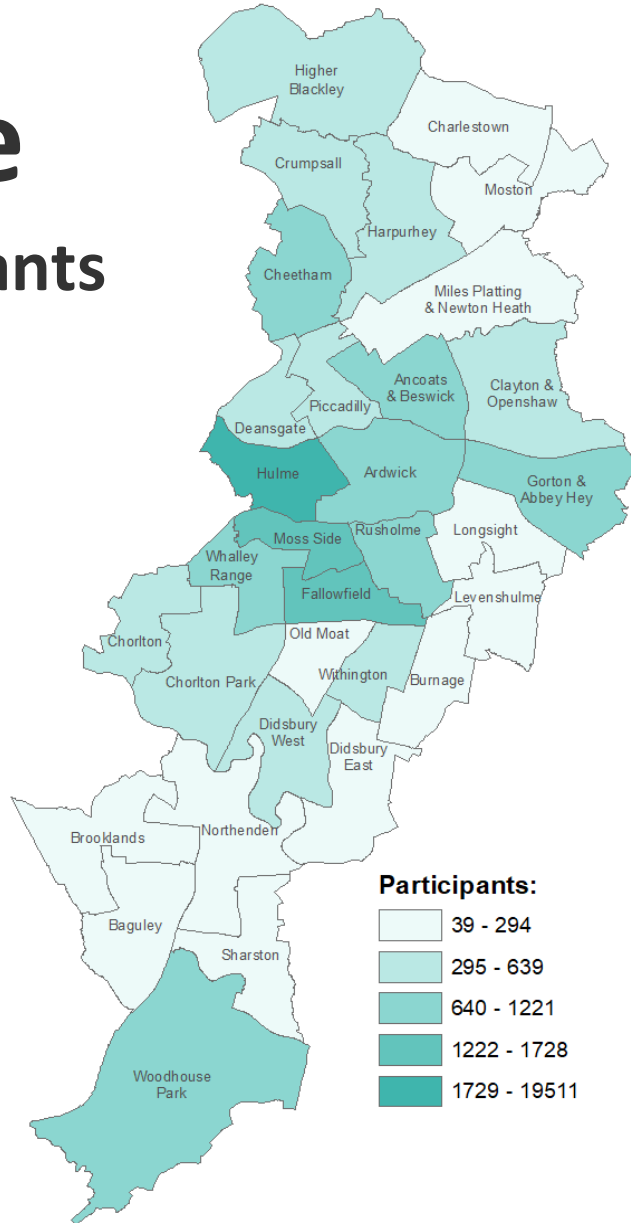 e
ants
Higher
Blackley
Charlestown
Crumpsall
Moston
Harpurhey
Cheetham
Miles Platting
& Newton Heath
Ancoats
& Beswick
Clayton &
Openshaw
Piccadilly
Deansgate
Hulme
Ardwick
Gorton &
Abbey Hey
Moss Side
Rusholme
Longsight
Whalley
Range
Fallowfield
Levenshulme
Old Moat
Chorlton
Withington
Chorlton Park
Burnage
Didsbury
West
Didsbury
East
Northenden
Brooklands
Baguley
Sharston
Woodhouse
Park
Participants:
39 - 294
295 - 639
640 - 1221
1222 - 1728
1729 - 19511